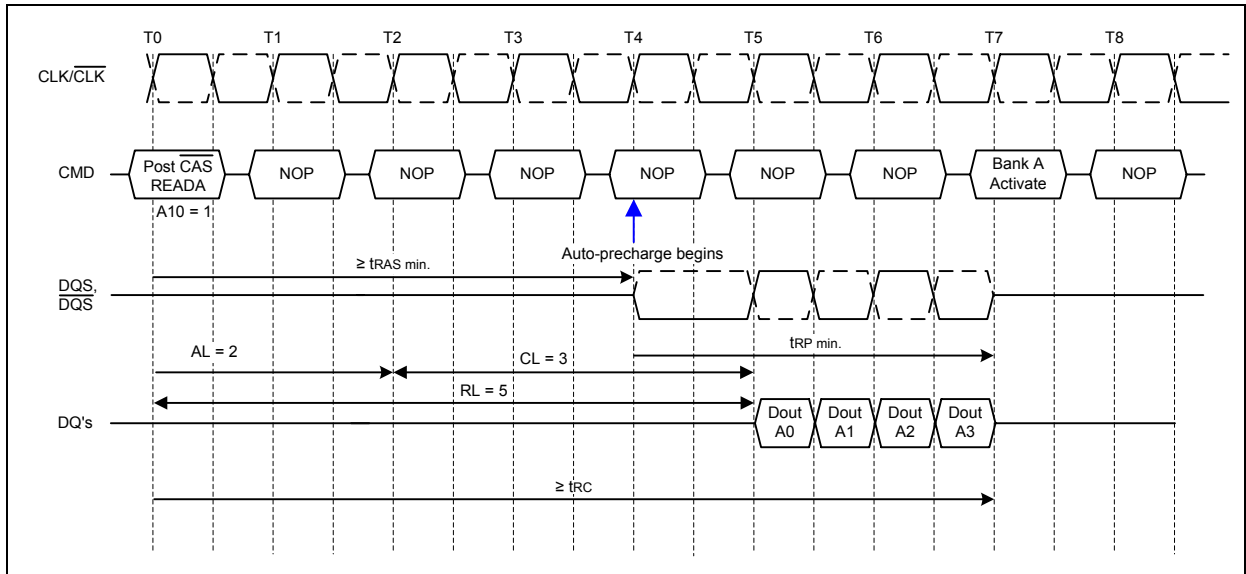 T0 T1 T2 T3 T4 T5 T6 T7 T8
CLK/CLK
CMD
Post CAS
READA
NOP
NOP
NOP
NOP
NOP
NOP
Bank A
Activate
NOP
A10 = 1
Auto-precharge begins
≥ tRAS min.
DQS,
DQS
tRP min.
AL = 2
CL = 3
RL = 5
DQ's
Dout
A0
Dout
A1
Dout
A2
Dout
A3
≥ tRC